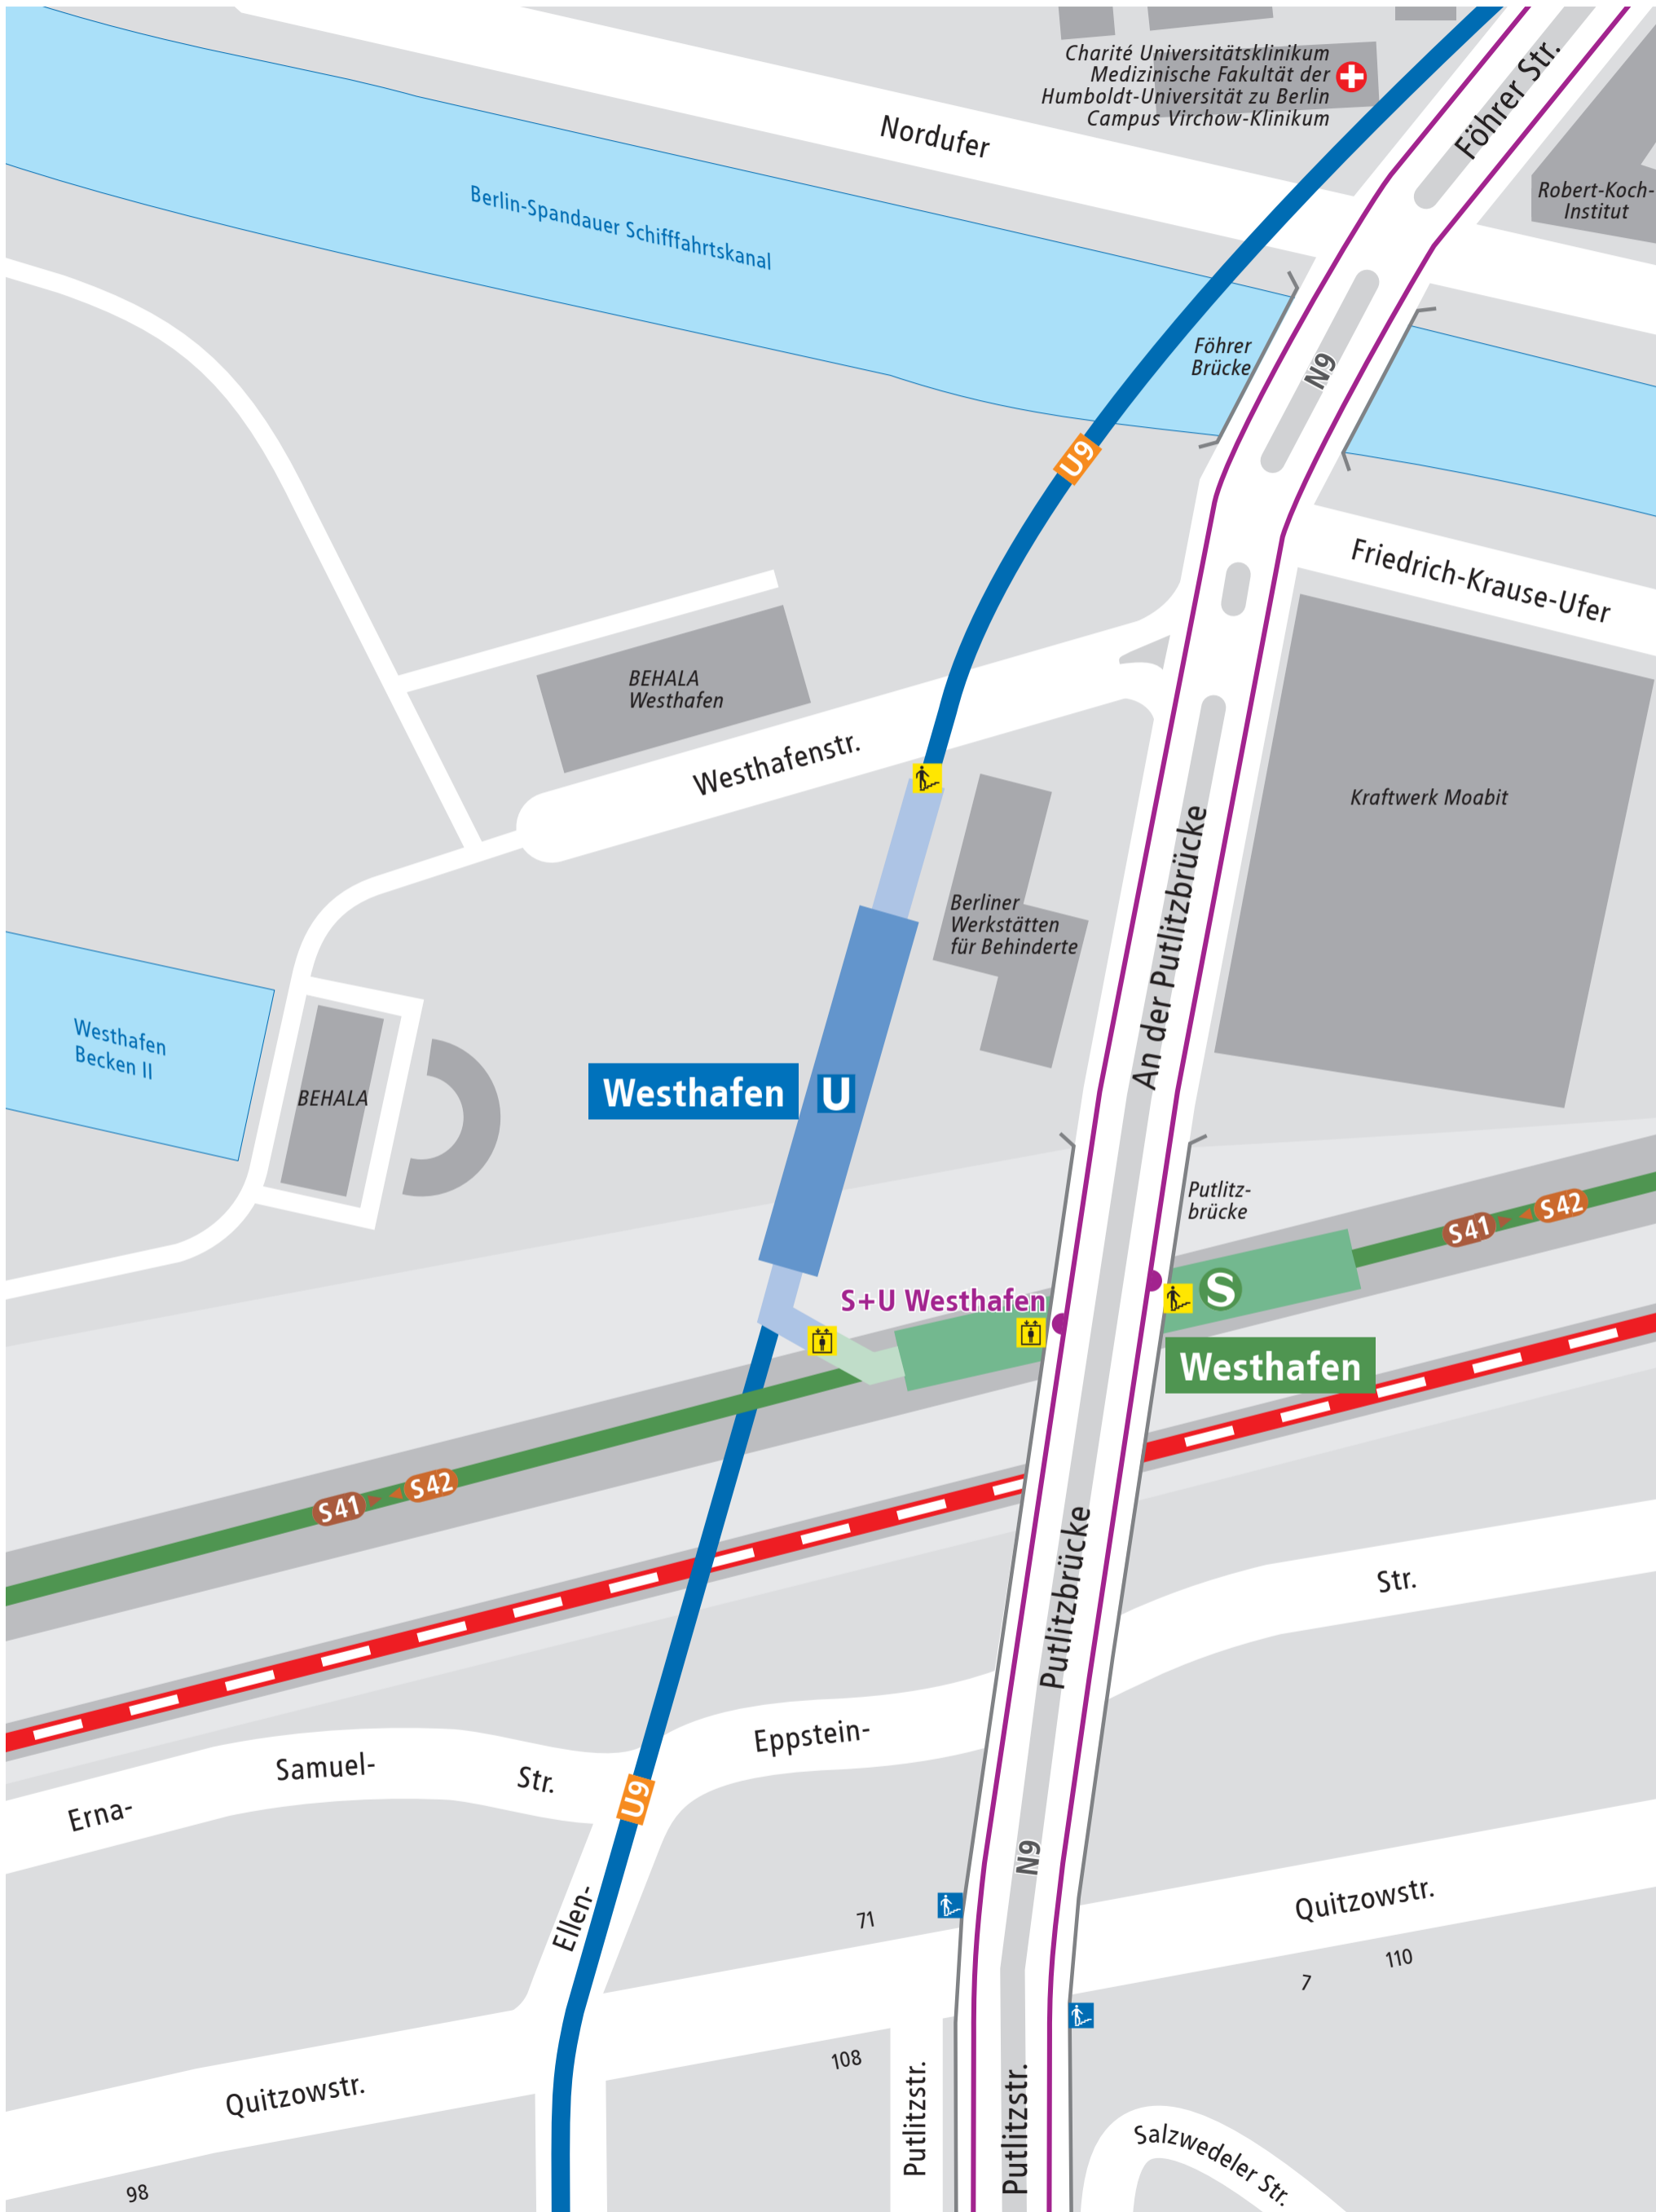 Charité Universitätsklinikum
Medizinische Fakultät der
Humboldt-Universität zu Berlin
Campus Virchow-Klinikum
Föhrer Str.
Nordufer
Robert-Koch-
Institut
Berlin-Spandauer Schifffahrtskanal
Föhrer
Brücke
N9
U9
Friedrich-Krause-Ufer
BEHALA
Westhafen
Westhafenstr.
Kraftwerk Moabit
An der Putlitzbrücke
Berliner
Werkstätten
für Behinderte
Westhafen
Becken II
BEHALA
Westhafen U
Putlitz-
brücke
S41 S42
S+U Westhafen
S
Westhafen
S41 S42
Putlitzbrücke
Str.
Eppstein-
Samuel-
Str.
Erna-
U9
N9
Ellen-
71
Quitzowstr.
110
7
108
Quitzowstr.
Putlitzstr.
Putlitzstr.
Salzwedeler Str.
98